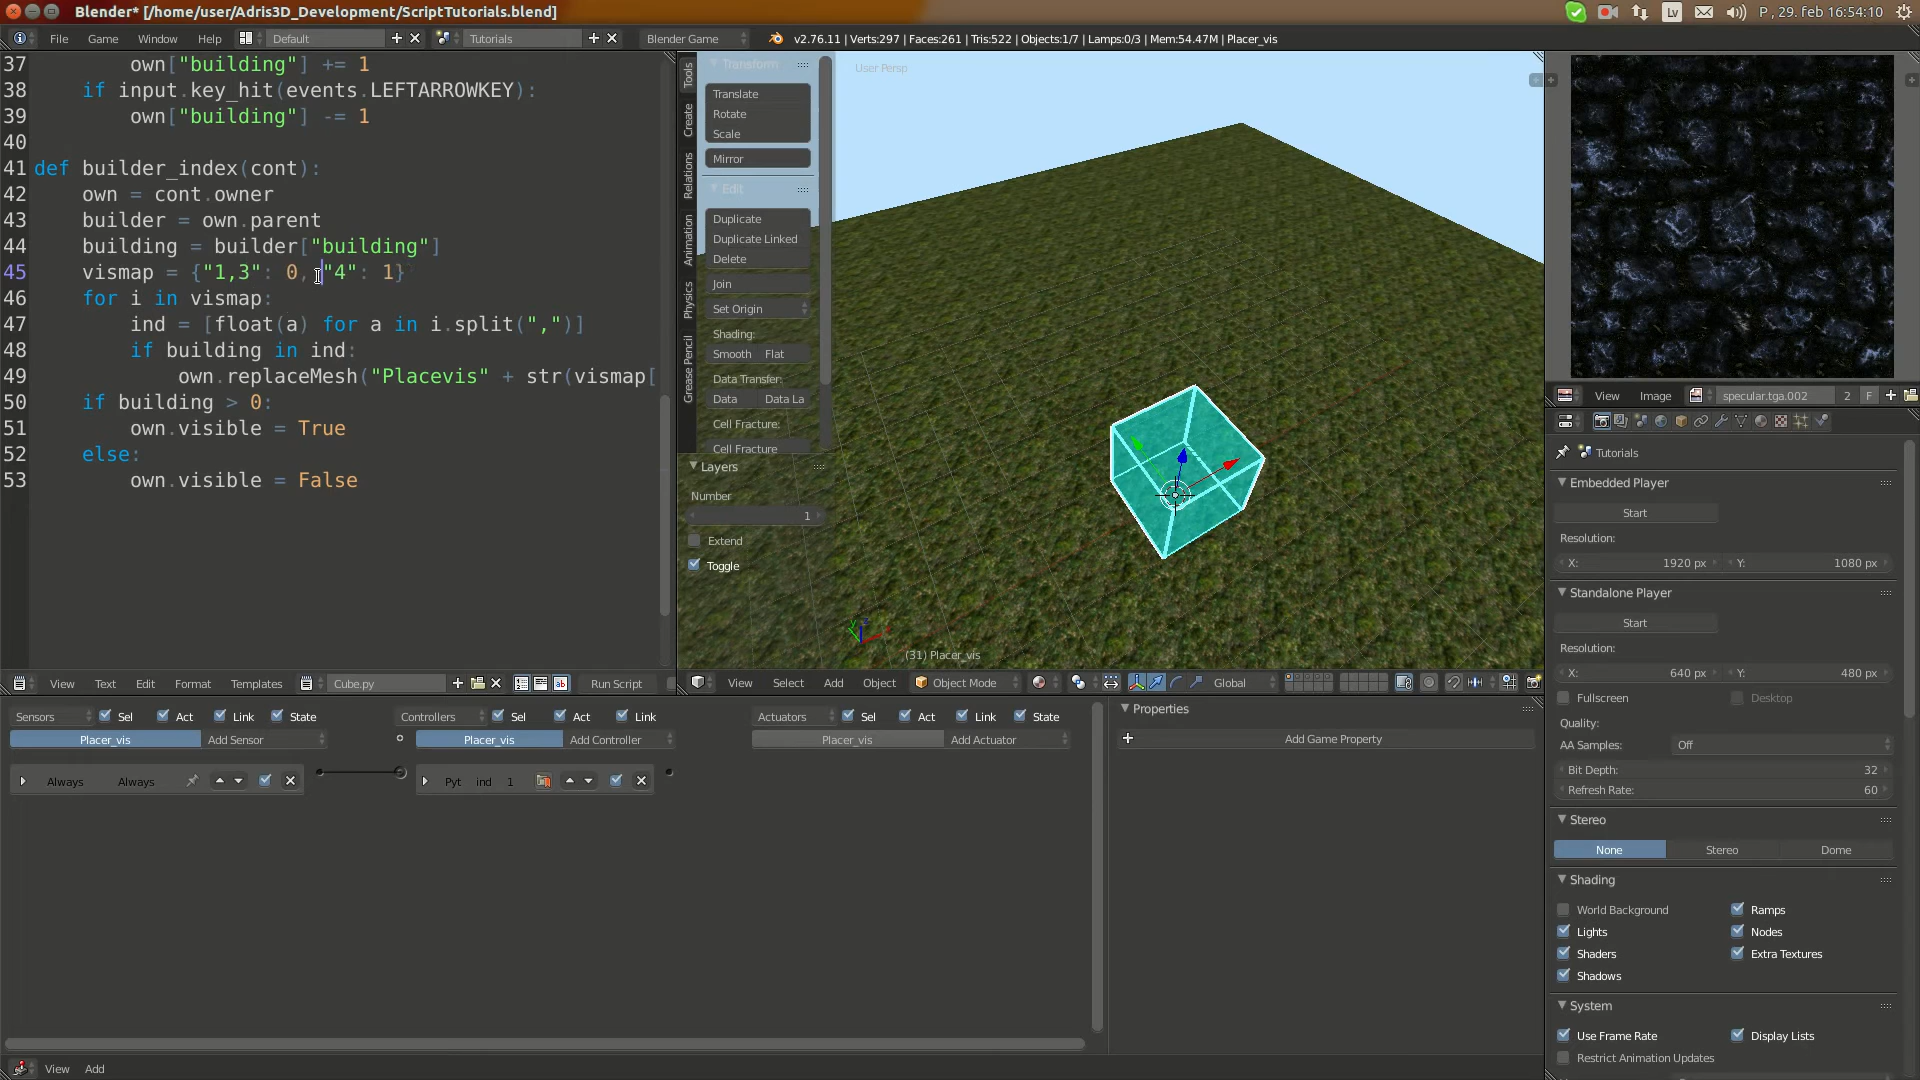 Blender* [/home/user/Adris3D_Development/ScriptTutorials.blend]
Lv
P , 29. feb 16:54:10
File Game Window Help
Default
Tutorials
Blender Game
v2.76.11 | Verts:297 | Faces:261 | Tris:522 | Objects:1/7 | Lamps:0/3 | Mem:54.47M | Placer_vis
37 own["building"] += 1
38 if input.key_hit(events.LEFTARROWKEY):
39 own["building"] -= 1
40
41 def builder_index(cont):
42 own = cont.owner
43 builder = own.parent
44 building = builder["building"]
45 vismap = {"1,3": 0, "4": 1}
46 for i in vismap:
47 ind = [float(a) for a in i.split(",")]
48 if building in ind:
49 own.replaceMesh("Placevis" + str(vismap[
50 if building > 0:
51 own.visible = True
52 else:
53 own.visible = False
View Text Edit Format Templates
Cube.py
Run Script
Tools
Create
Relations
Animation
Physics
Grease Pencil
Transform
Translate
Rotate
Scale
Mirror
Edit
Duplicate
Duplicate Linked
Delete
Join
Set Origin
Shading:
Smooth Flat
Data Transfer:
Data Data La
Cell Fracture:
Cell Fracture
Layers
Number
1
Extend
Toggle
User Persp
(31) Placer_vis
View Select Add Object
Object Mode
Global
View Image
specular.tga.002
2
F
Tutorials
Embedded Player
Start
Resolution:
X: 1920 px
Y: 1080 px
Standalone Player
Start
Resolution:
X: 640 px
Y: 480 px
Fullscreen
Desktop
Quality:
AA Samples: Off
Bit Depth: 32
Refresh Rate: 60
Stereo
None Stereo Dome
Shading
World Background
Ramps
Lights
Nodes
Shaders
Extra Textures
Shadows
System
Use Frame Rate
Display Lists
Restrict Animation Updates
Sensors
Sel Act Link State
Placer_vis
Add Sensor
Always Always
Controllers
Sel Act Link
Placer_vis
Add Controller
Pyt ind 1
Actuators
Sel Act Link State
Placer_vis
Add Actuator
Properties
Add Game Property
View Add